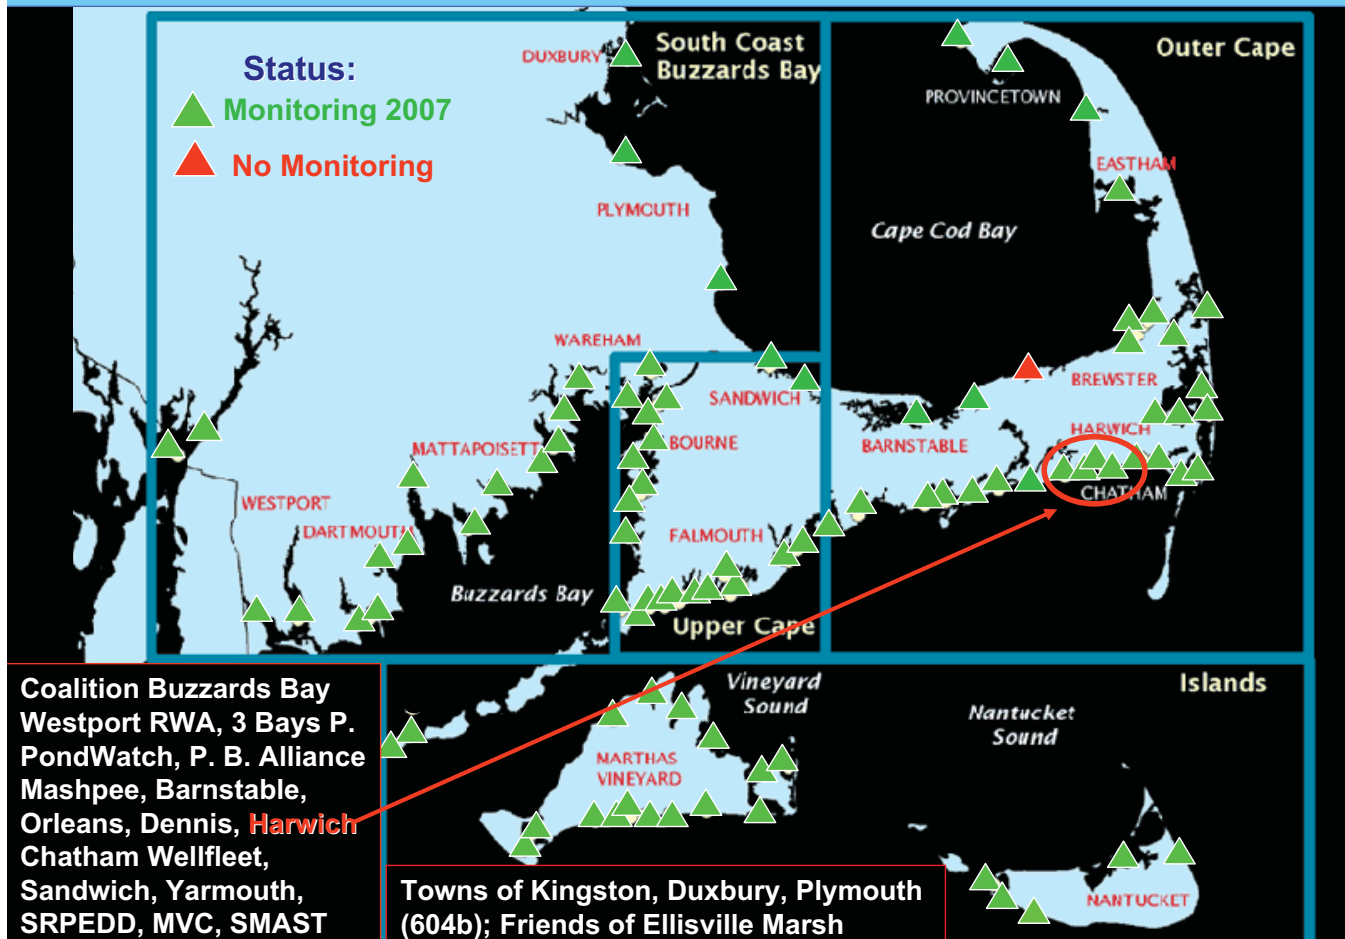 Status:
Monitoring 2007
No Monitoring
South Coast
Buzzards Bay
Outer Cape
DUXBURY
PROVINCETOWN
EASTHAM
PLYMOUTH
Cape Cod Bay
WAREHAM
SANDWICH
BREWSTER
MATTAPOISETT
BOURNE
BARNSTABLE
HARWICH
WESTPORT
DARTMOUTH
FALMOUTH
CHATHAM
Buzzards Bay
Upper Cape
Vineyard
Sound
Nantucket
Sound
Islands
MARTHAS
VINEYARD
NANTUCKET
Coalition Buzzards Bay
Westport RWA, 3 Bays P.
PondWatch, P. B. Alliance
Mashpee, Barnstable,
Orleans, Dennis, Harwich
Chatham Wellfleet,
Sandwich, Yarmouth,
SRPEDD, MVC, SMAST
Towns of Kingston, Duxbury, Plymouth
(604b); Friends of Ellisville Marsh